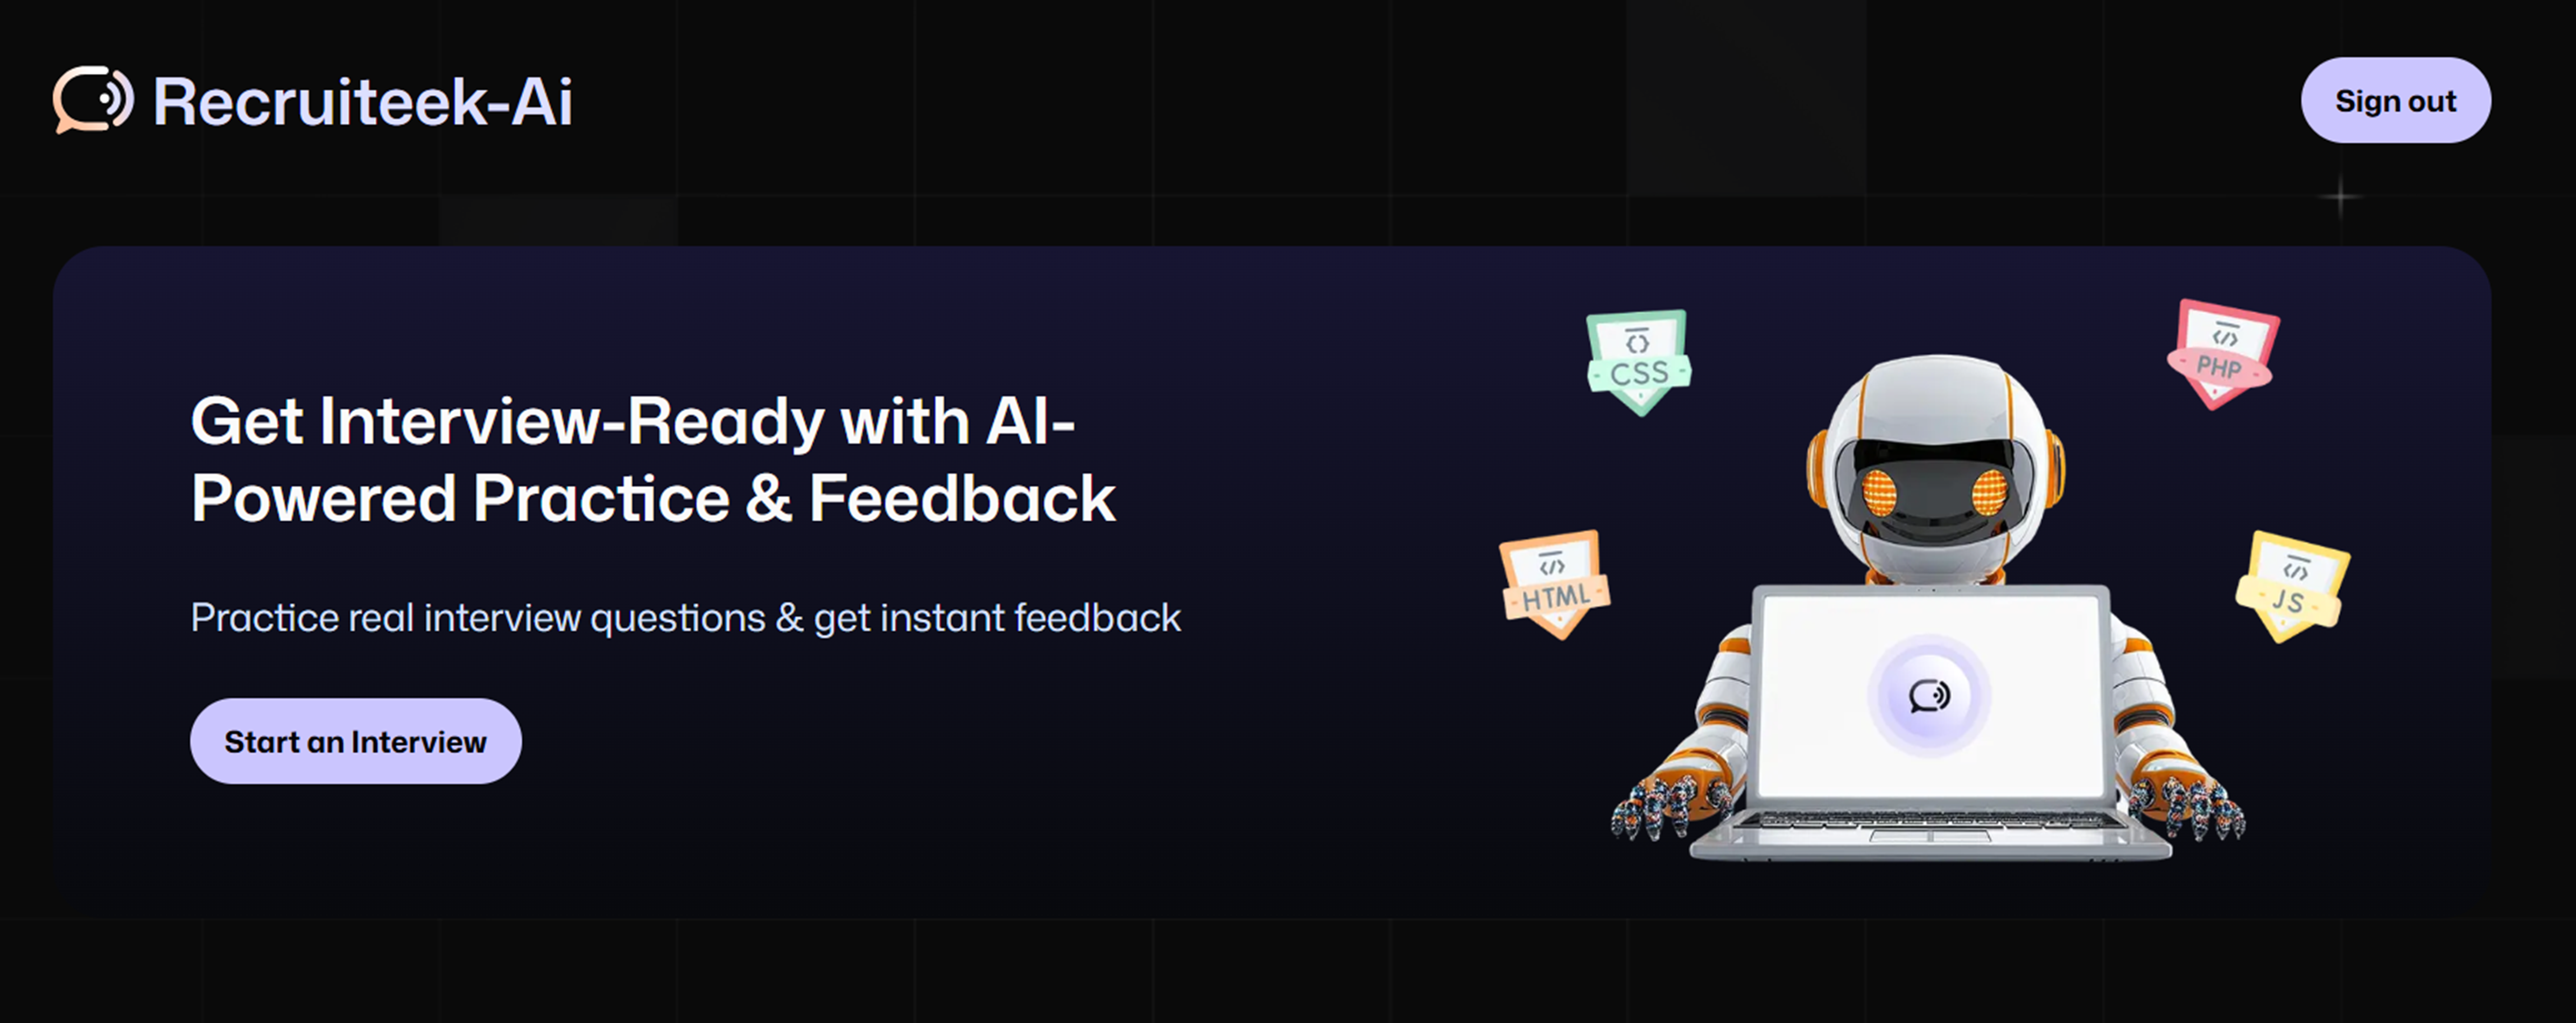 Recruiteek-Ai
Sign out
Get Interview-Ready with AI-
Powered Practice & Feedback
Practice real interview questions & get instant feedback
Start an Interview
CSS
PHP
HTML
JS